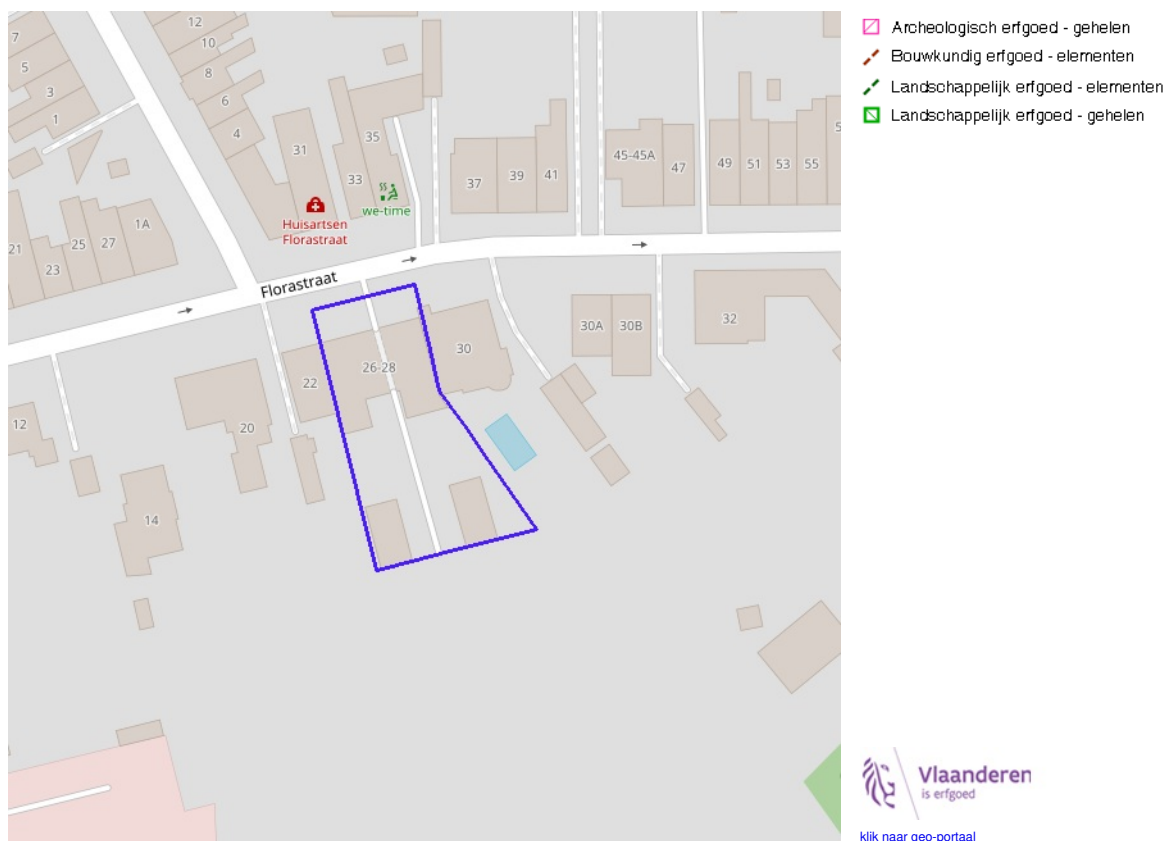 12
10
8
6
4
7
5
3
1
31
35
33
Huisartsen
Florastraat
we-time
37
39
41
45-45A
47
49
51
53
55
5
21
23
25
27
1A
Florastraat
22
26-28
30
30A
30B
32
20
12
14
Archeologisch erfgoed - gehelen
Bouwkundig erfgoed - elementen
Landschappelijk erfgoed - elementen
Landschappelijk erfgoed - gehelen
Vlaanderen
is erfgoed
klik naar geo-portaal